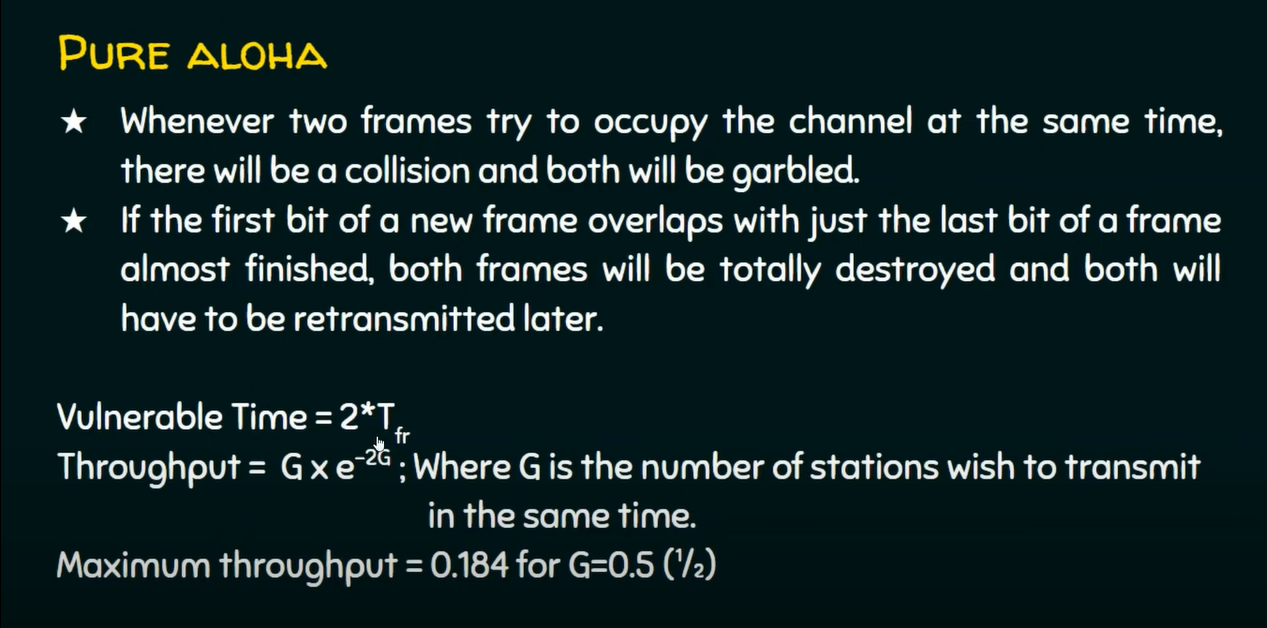 PURE ALOHA
★ Whenever two frames try to occupy the channel at the same time,
there will be a collision and both will be garbled.
★ If the first bit of a new frame overlaps with just the last bit of a frame
almost finished, both frames will be totally destroyed and both will
have to be retransmitted later.
Vulnerable Time = 2*Tfr
Throughput = G x e⁻²ᴳ ; Where G is the number of stations wish to transmit
in the same time.
Maximum throughput = 0.184 for G=0.5 (¹/₂)